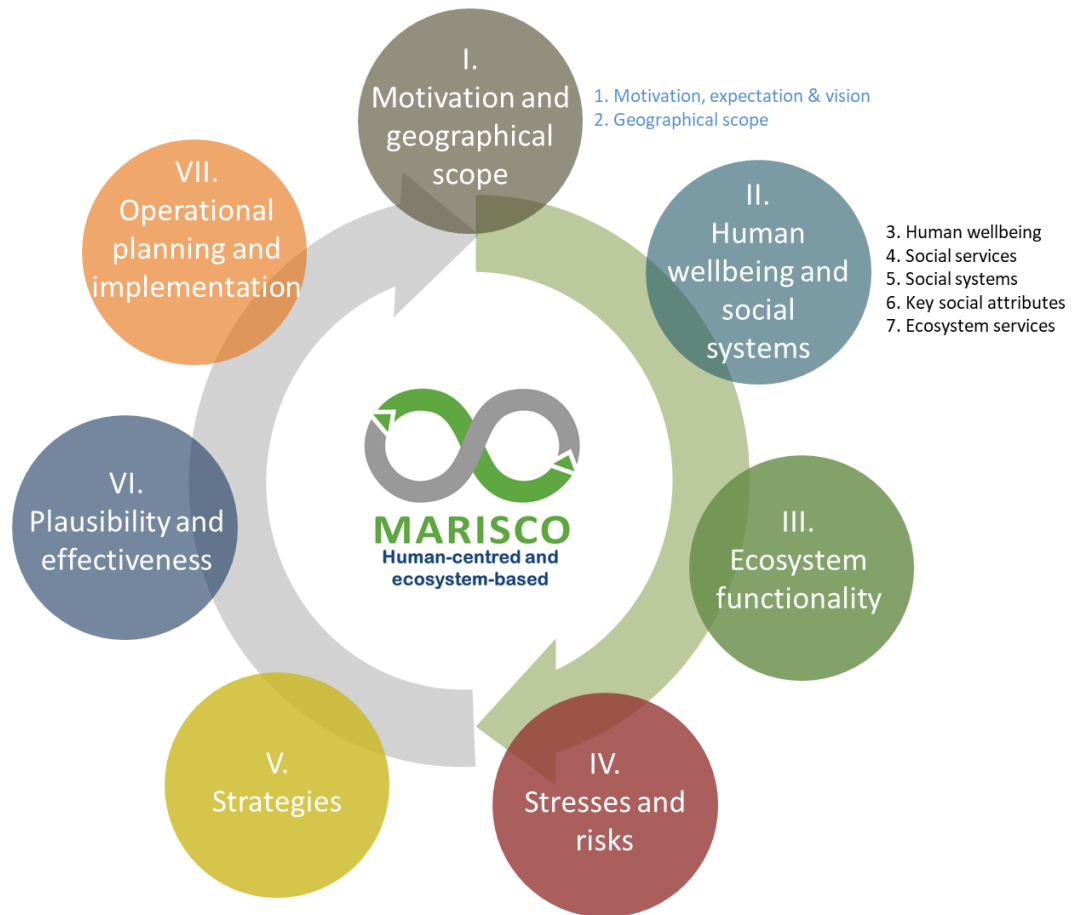 I.
Motivation and
geographical
scope
1. Motivation, expectation & vision
2. Geographical scope
II.
Human
wellbeing and
social
systems
3. Human wellbeing
4. Social services
5. Social systems
6. Key social attributes
7. Ecosystem services
III.
Ecosystem
functionality
IV.
Stresses and
risks
V.
Strategies
VI.
Plausibility and
effectiveness
VII.
Operational
planning and
implementation
MARISCO
Human-centred and
ecosystem-based